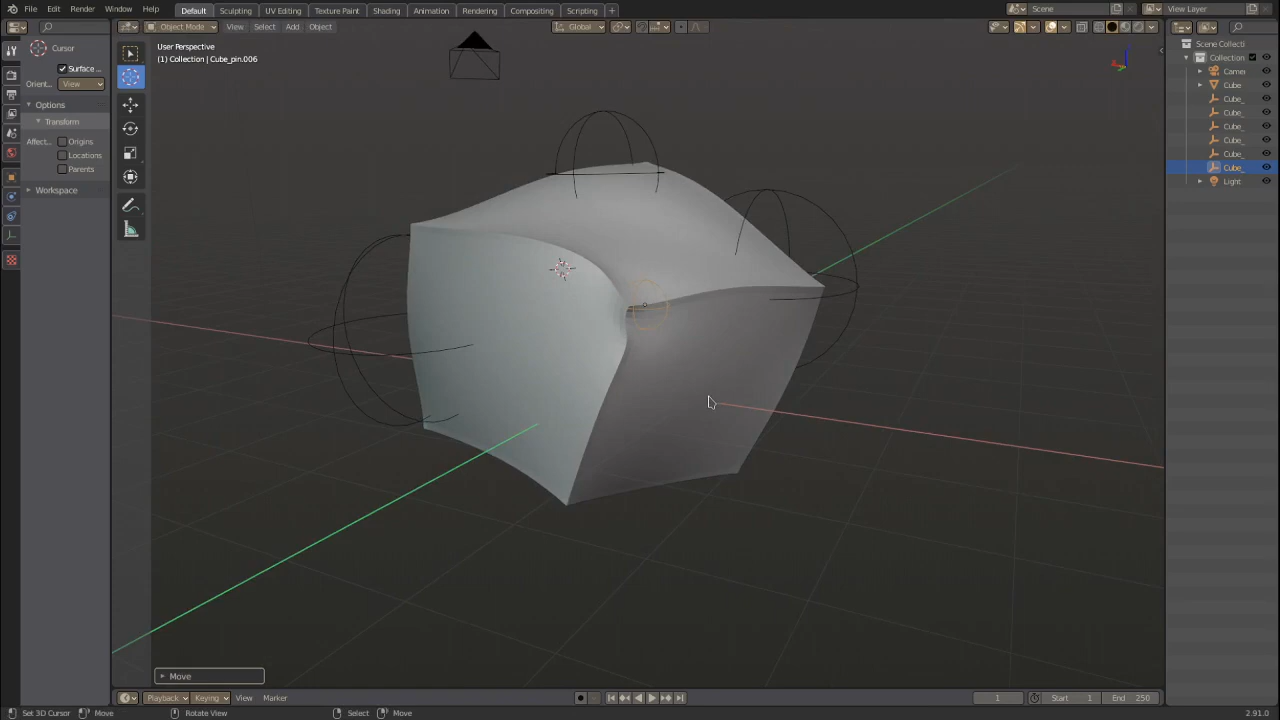 File Edit Render Window Help Default Sculpting UV Editing Texture Paint Shading Animation Rendering Compositing Scripting + Scene View Layer
Object Mode View Select Add Object Global
Cursor
Surface ...
Orient... View
Options
Transform
Affect... Origins
Locations
Parents
Workspace
User Perspective
(1) Collection | Cube_pin.006
Scene Collecti
Collection
Camer
Cube
Cube_
Cube_
Cube_
Cube_
Cube_
Cube_
Light
Move
Playback Keying View Marker 1 Start 1 End 250
Set 3D Cursor Move Rotate View Select Move 2.91.0